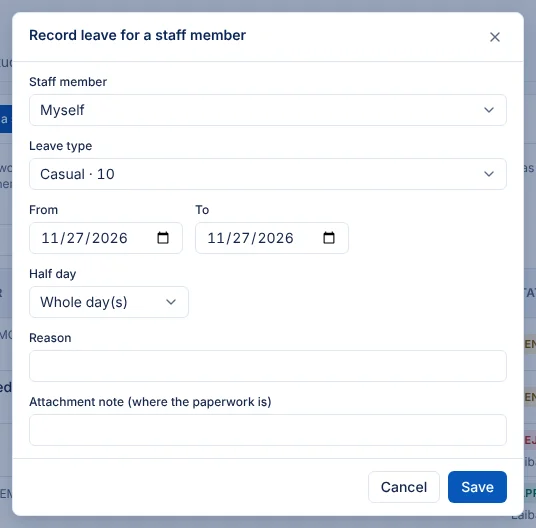 Record leave for a staff member
Staff member
Myself
Leave type
Casual · 10
From To
11/27/2026 11/27/2026
Half day
Whole day(s)
Reason
Attachment note (where the paperwork is)
Cancel Save